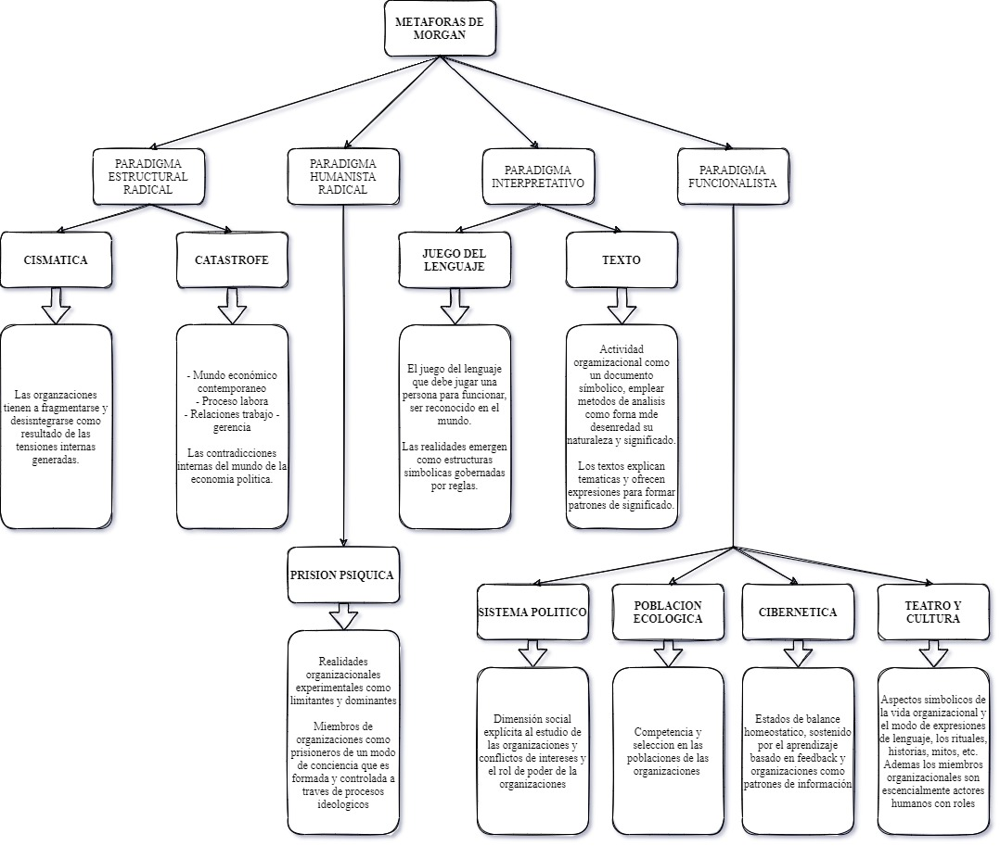 METAFORAS DE
MORGAN
PARADIGMA
ESTRUCTURAL
RADICAL
PARADIGMA
HUMANISTA
RADICAL
PARADIGMA
INTERPRETATIVO
PARADIGMA
FUNCIONALISTA
CISMATICA
CATASTROFE
JUEGO DEL
LENGUAJE
TEXTO
Las organzaciones
tienen a fragmentarse y
desisntegrarse como
resultado de las
tensiones internas
generadas.
- Mundo económico
contemporaneo
- Proceso labora
- Relaciones trabajo -
gerencia
Las contradicciones
internas del mundo de la
economia politica.
El juego del lenguaje
que debe jugar una
persona para funcionar,
ser reconocido en el
mundo.
Las realidades emergen
como estructuras
simbolicas gobernadas
por reglas.
Actividad
orgamizacional como
un documento
símbolico, emplear
metodos de analisis
como forna mde
desenredad su
naturaleza y significado.
Los textos explican
tematicas y ofrecen
expresiones para formar
patrones de significado.
PRISION PSIQUICA
Realidades
organizacionales
experimentales como
limitantes y dominantes
Miembros de
organizaciones como
prisioneros de un modo
de conciencia que es
formada y controlada a
traves de procesos
ideologicos
SISTEMA POLITICO
POBLACION
ECOLOGICA
CIBERNETICA
TEATRO Y
CULTURA
Dimensión social
explícita al estudio de
las organizaciones y
conflictos de intereses y
el rol de poder de la
organizaciones
Competencia y
seleccion en las
poblaciones de las
organizaciones
Estados de balance
homeostatico, sostenido
por el aprendizaje
basado en feedback y
organizaciones como
patrones de información
Aspectos simbolicos de
la vida organizacional y
el modo de expresiones
de lenguaje, los rituales,
historias, mitos, etc.
Ademas los miembros
organizacionales son
escencialmente actores
humanos con roles